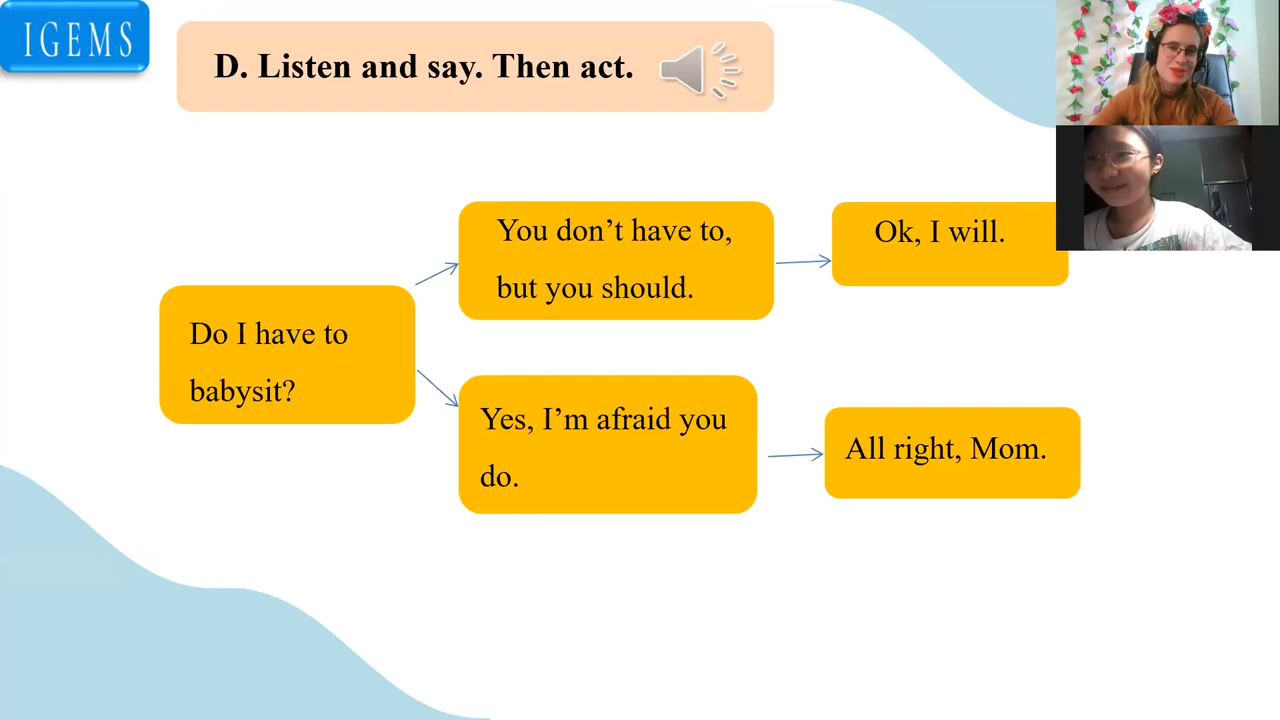 IGEMS
D. Listen and say. Then act.
You don’t have to,
but you should.
Ok, I will.
Do I have to
babysit?
Yes, I’m afraid you
do.
All right, Mom.